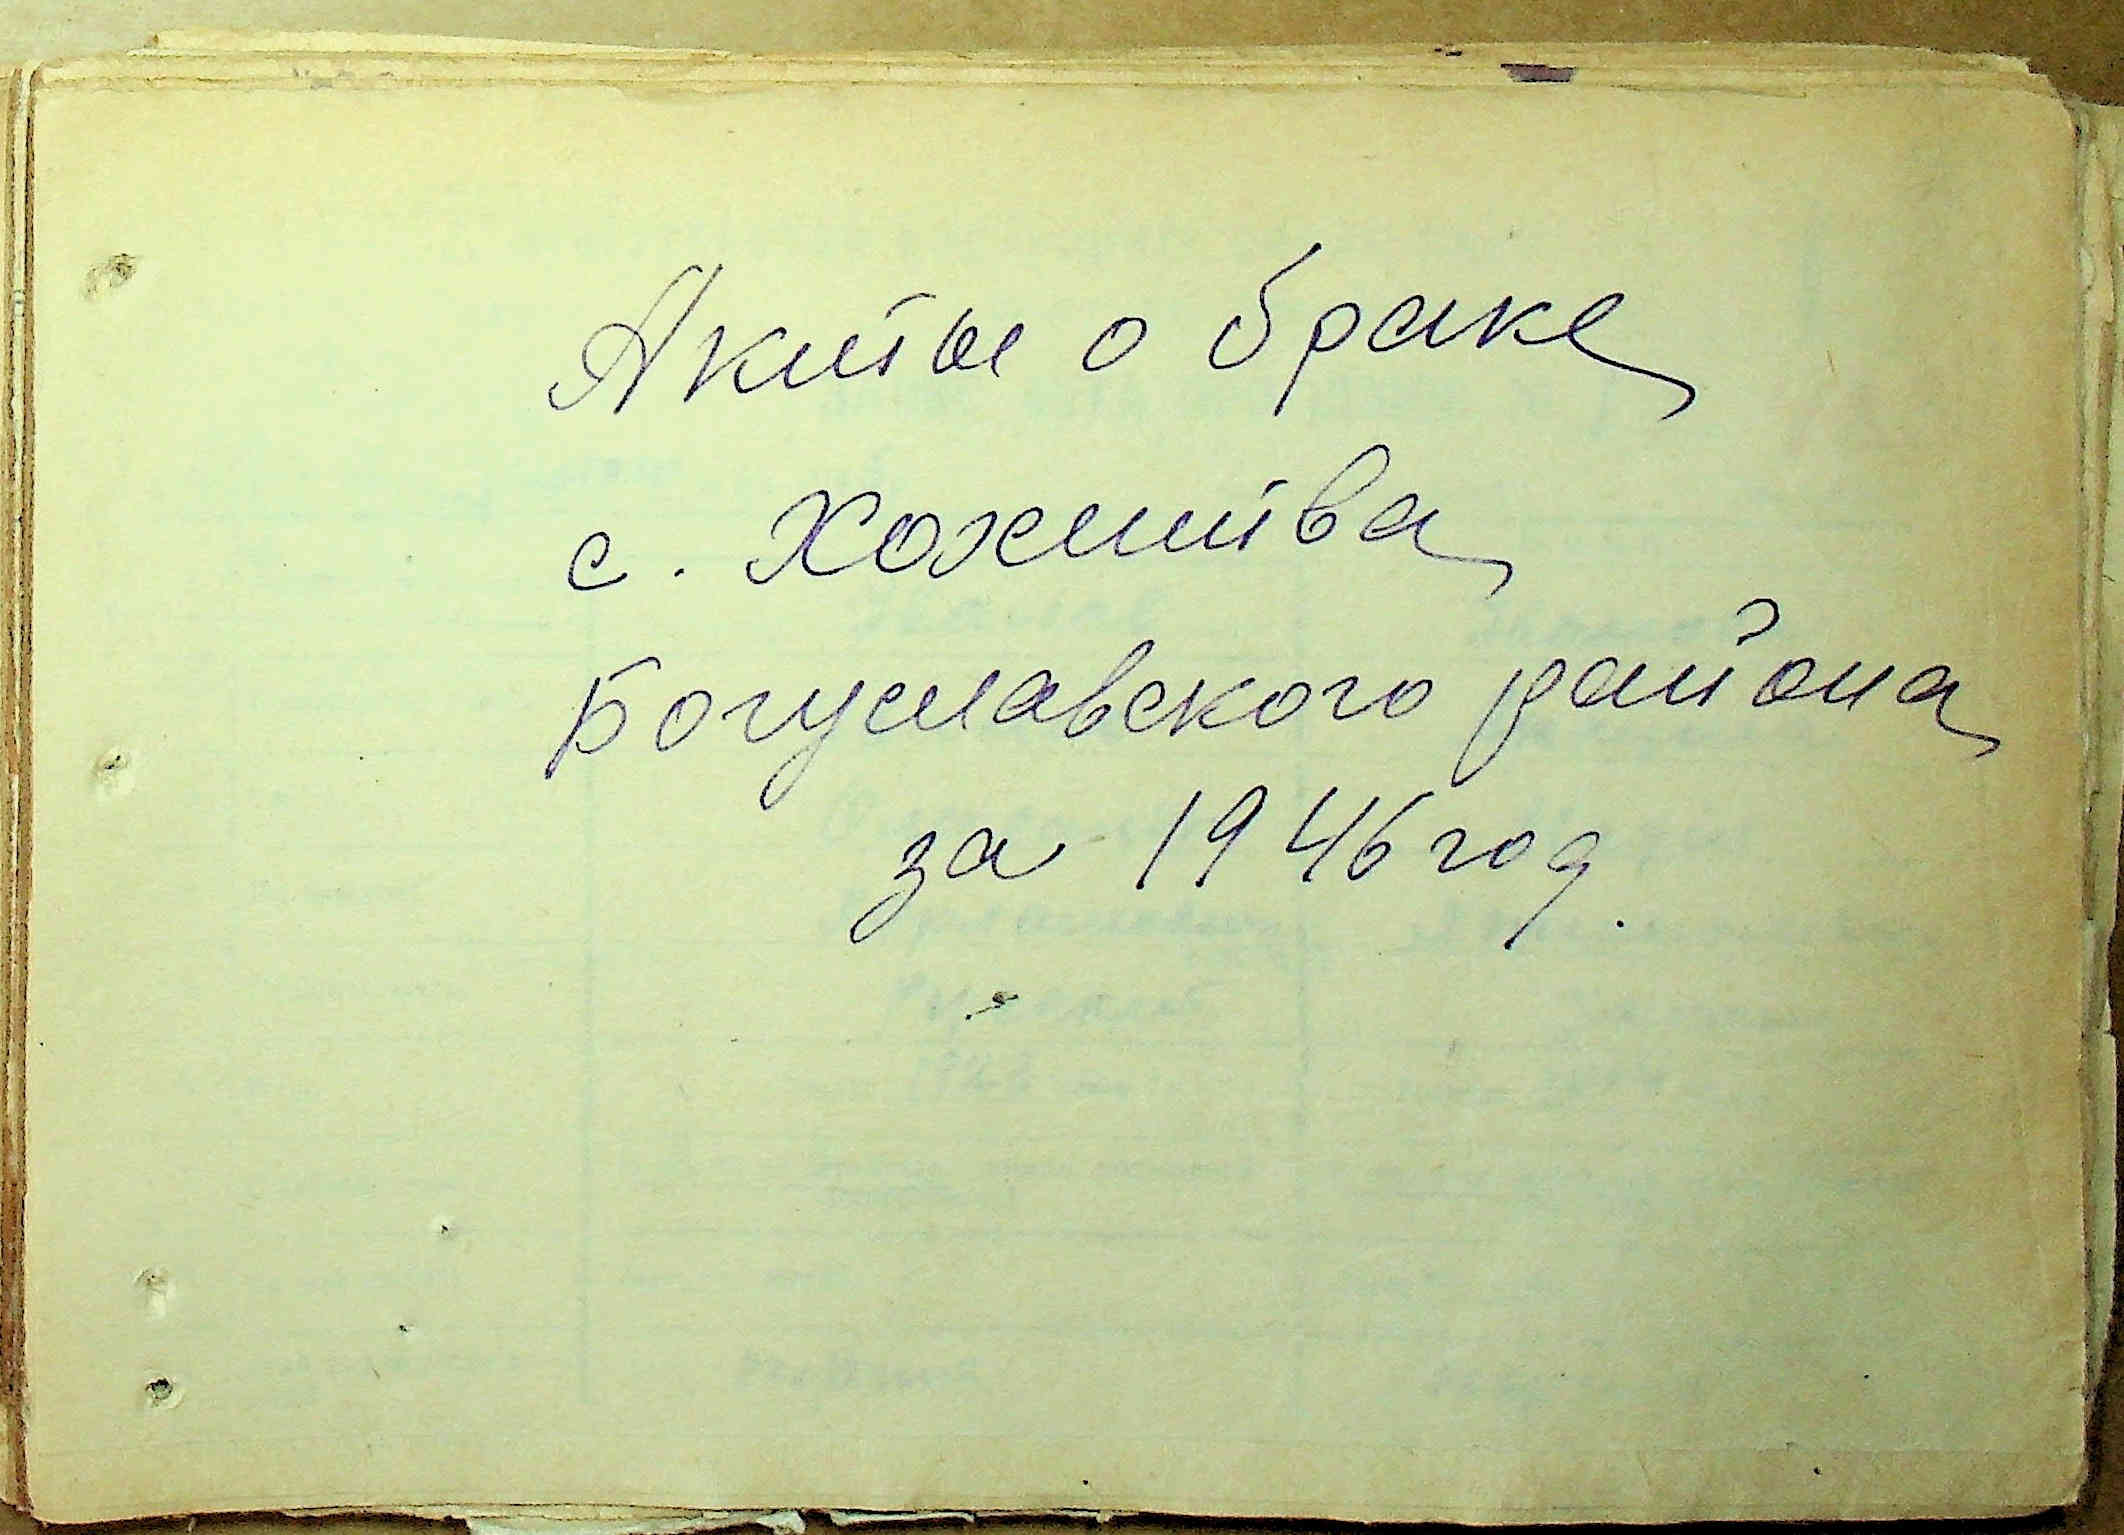 Акты о браке
с. Хохитва
Богуславского района
за 1946 год.